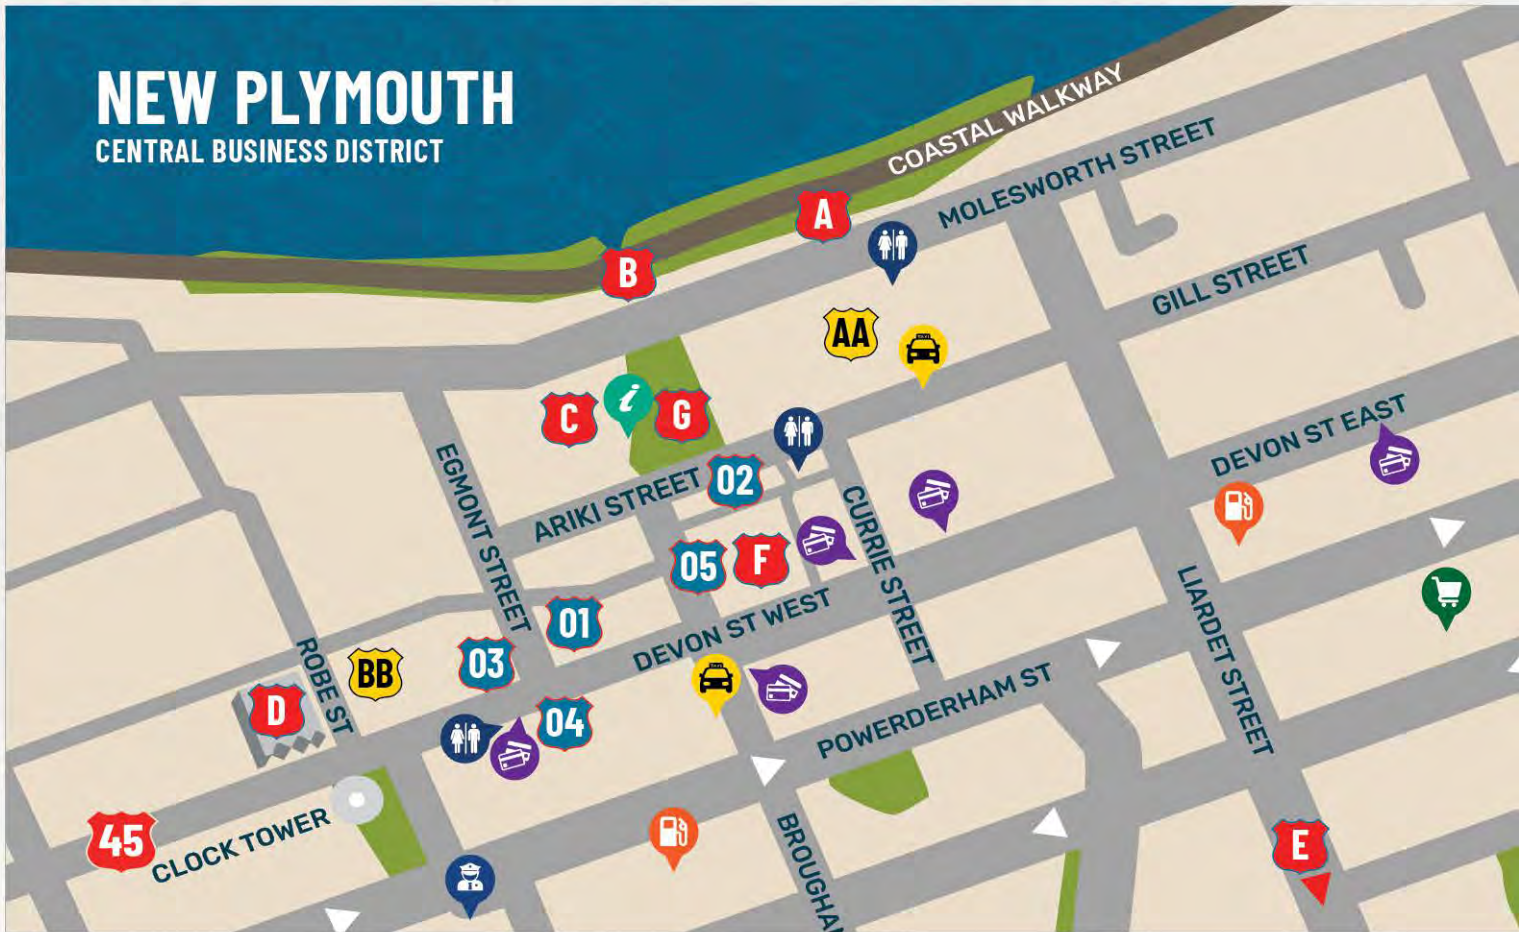 NEW PLYMOUTH
CENTRAL BUSINESS DISTRICT
COASTAL WALKWAY
MOLESWORTH STREET
A
B
GILL STREET
AA
TAXI
C
i
G
DEVON ST EAST
EGMONT STREET
ARIKI STREET
02
CURRIE STREET
05
F
01
DEVON ST WEST
LIARDET STREET
03
ROBE ST
BB
D
04
POWERDERHAM ST
CLOCK TOWER
45
BROUGHA
E